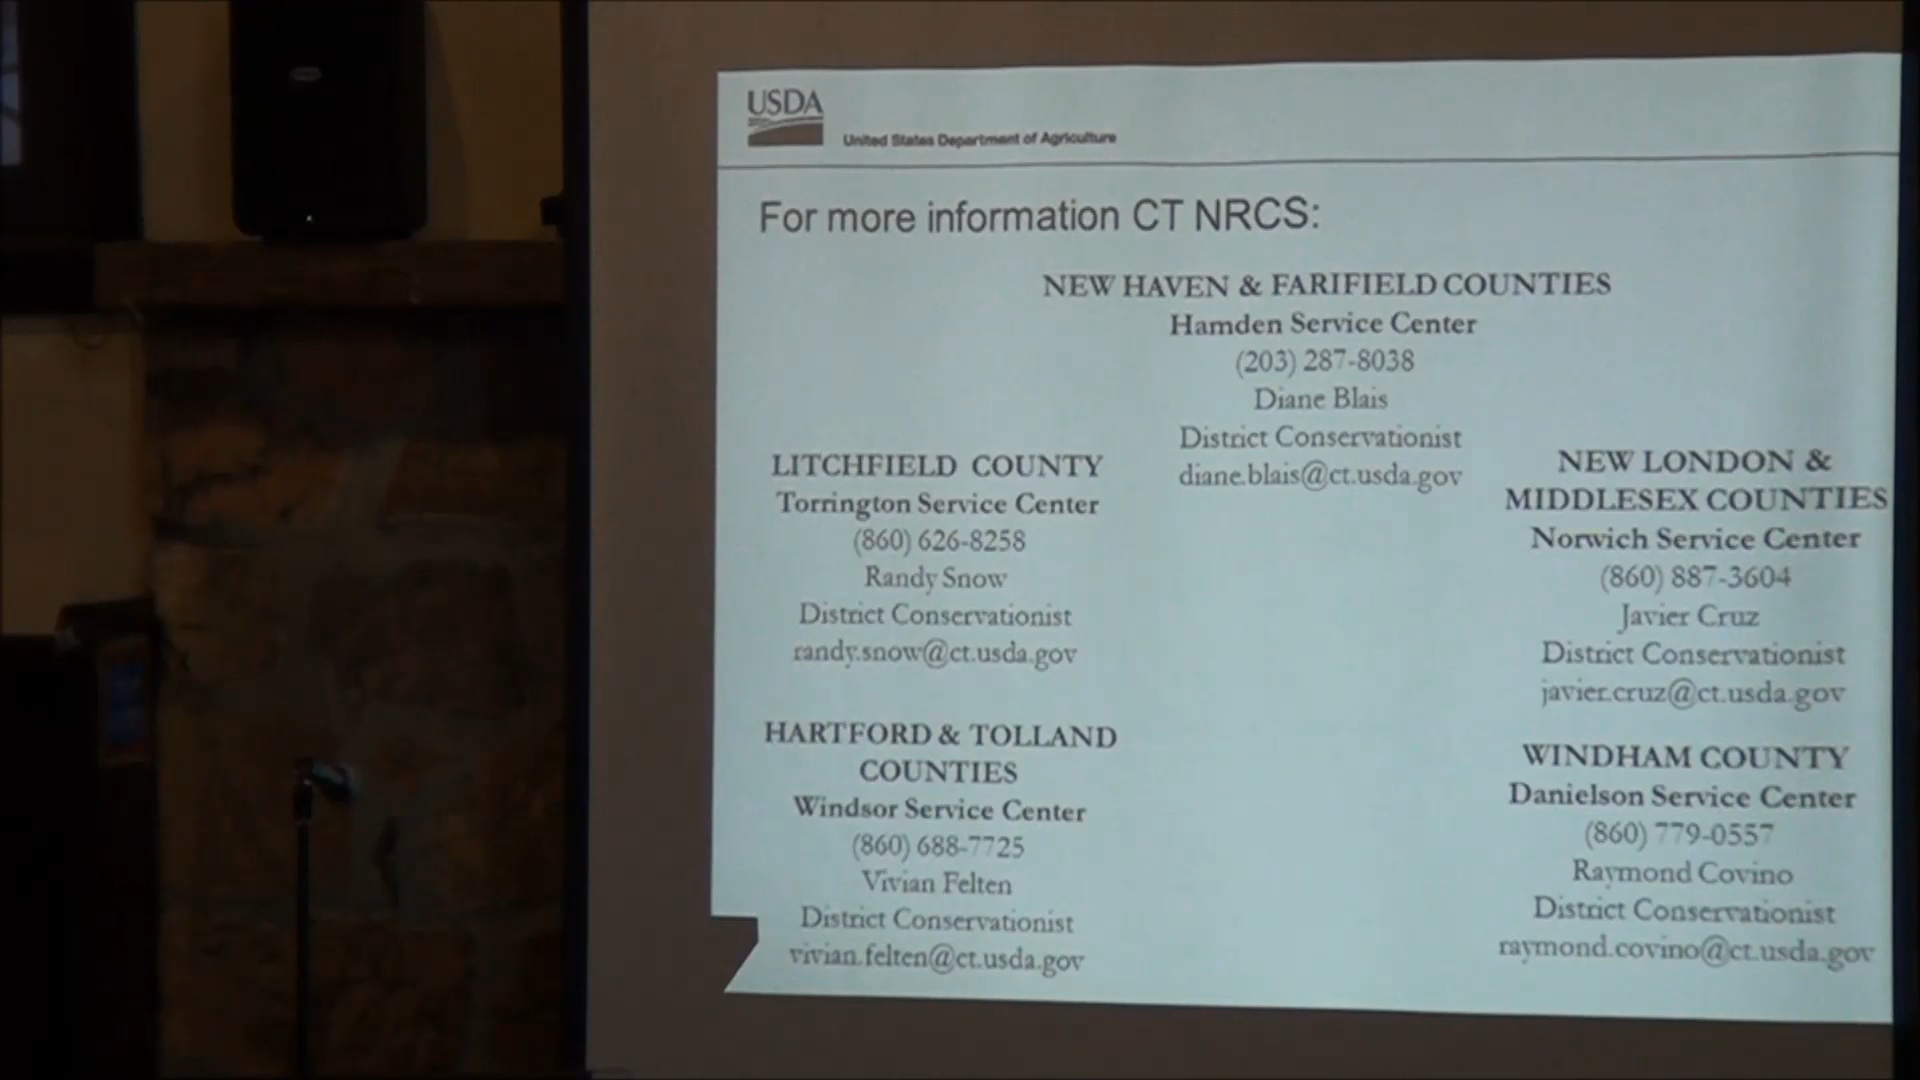 USDA
United States Department of Agriculture
For more information CT NRCS:
NEW HAVEN & FARIFIELD COUNTIES
Hamden Service Center
(203) 287-8038
Diane Blais
District Conservationist
diane.blais@ct.usda.gov
LITCHFIELD COUNTY
Torrington Service Center
(860) 626-8258
Randy Snow
District Conservationist
randy.snow@ct.usda.gov
HARTFORD & TOLLAND
COUNTIES
Windsor Service Center
(860) 688-7725
Vivian Felten
District Conservationist
vivian.felten@ct.usda.gov
NEW LONDON &
MIDDLESEX COUNTIES
Norwich Service Center
(860) 887-3604
Javier Cruz
District Conservationist
javier.cruz@ct.usda.gov
WINDHAM COUNTY
Danielson Service Center
(860) 779-0557
Raymond Covino
District Conservationist
raymond.covino@ct.usda.gov